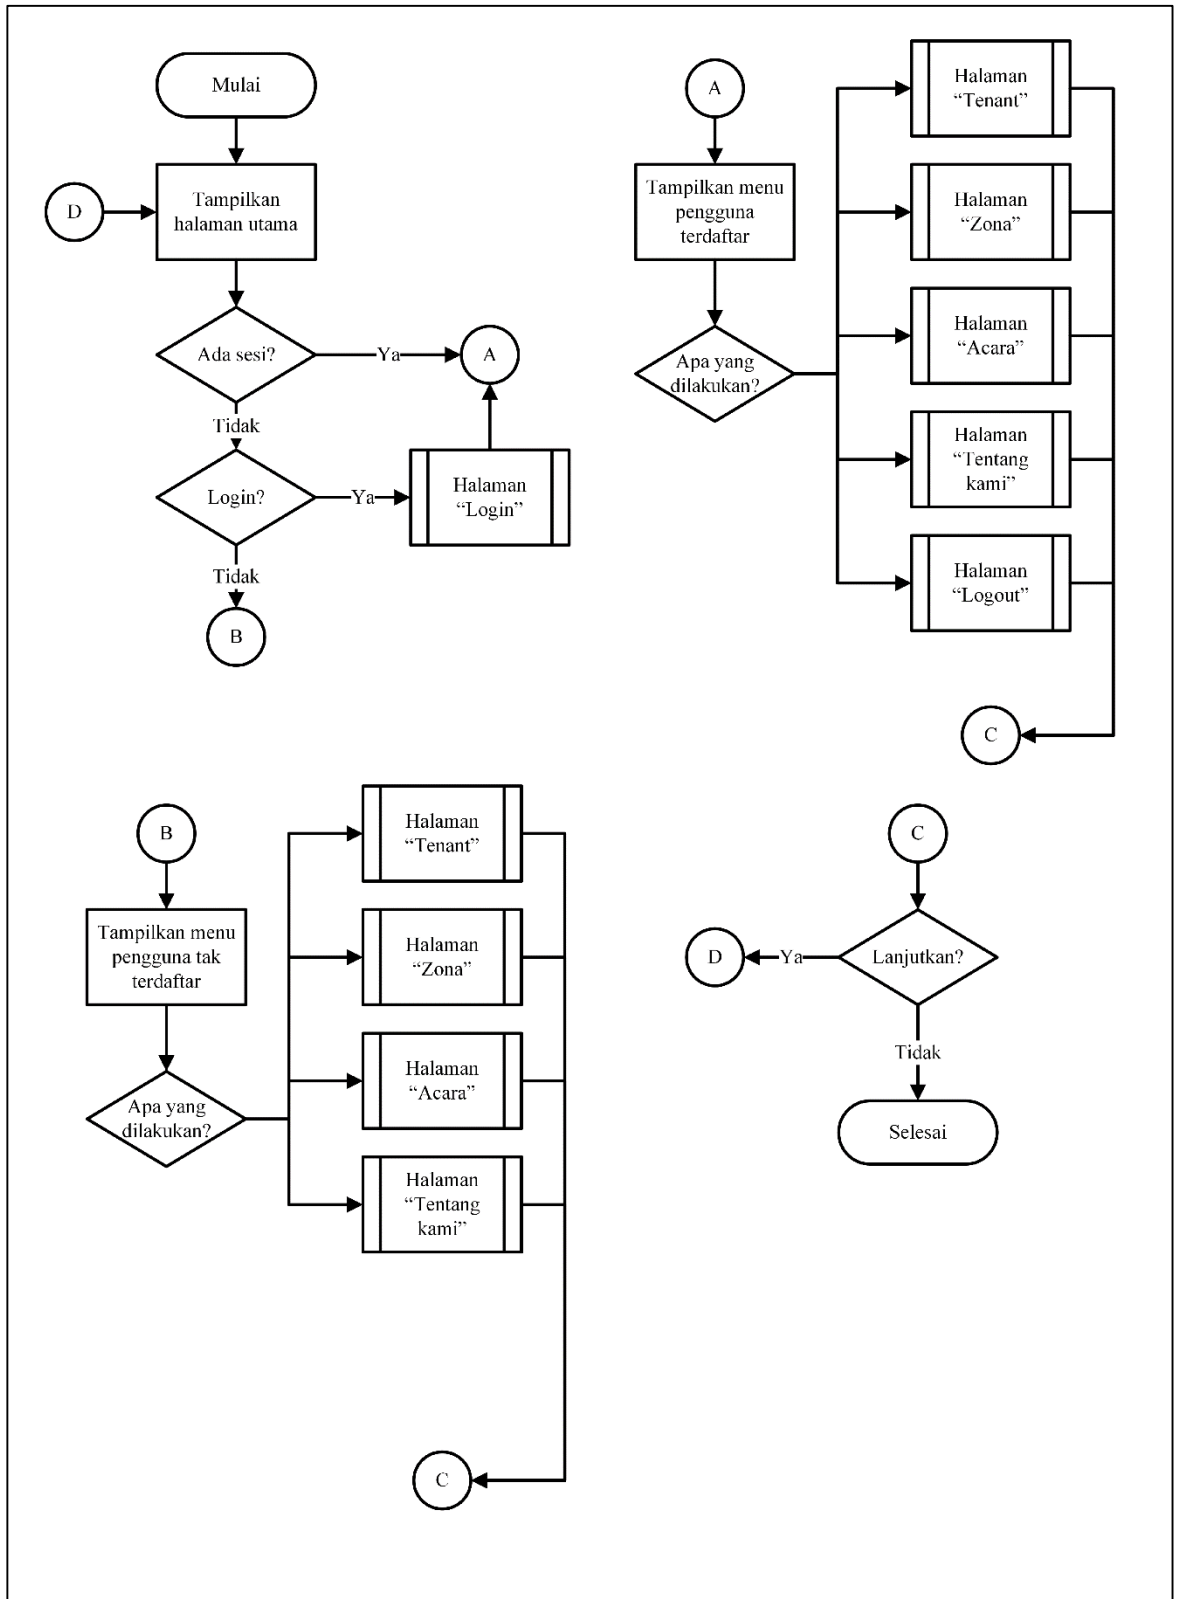 Mulai
D
Tampilkan
halaman utama
Ada sesi?
Ya
A
Tidak
Login?
Ya
Halaman
“Login”
Tidak
B
A
Tampilkan menu
pengguna
terdaftar
Apa yang
dilakukan?
Halaman
“Tenant”
Halaman
“Zona”
Halaman
“Acara”
Halaman
“Tentang
kami”
Halaman
“Logout”
C
B
Tampilkan menu
pengguna tak
terdaftar
Apa yang
dilakukan?
Halaman
“Tenant”
Halaman
“Zona”
Halaman
“Acara”
Halaman
“Tentang
kami”
C
C
Lanjutkan?
Ya
D
Tidak
Selesai